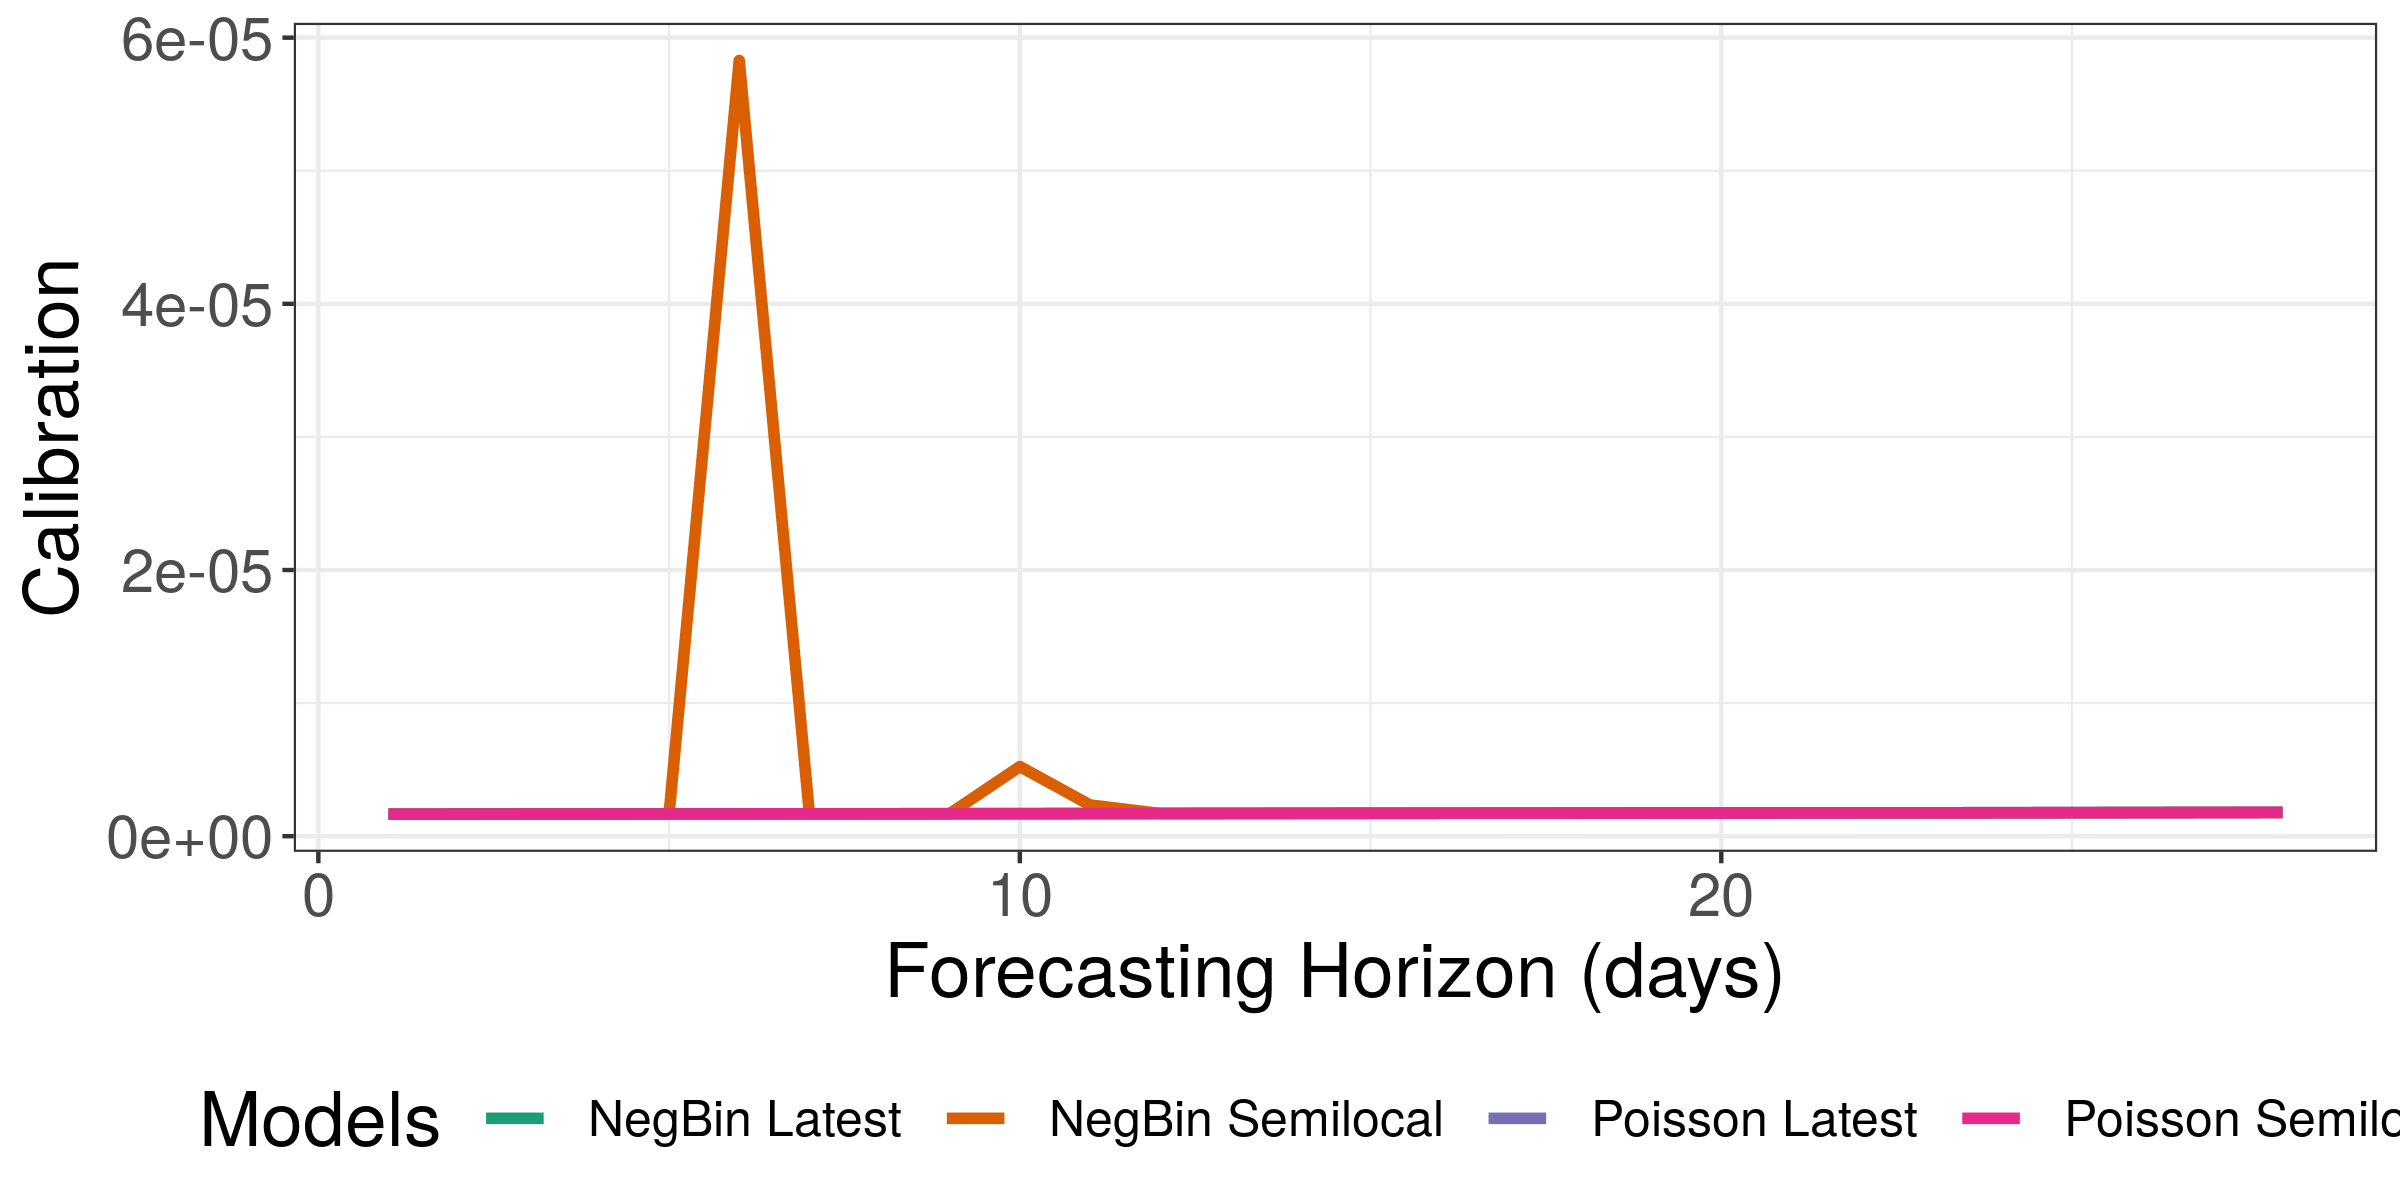 6e-05
4e-05
2e-05
0e+00
Calibration
0 10 20
Forecasting Horizon (days)
Models NegBin Latest NegBin Semilocal Poisson Latest Poisson